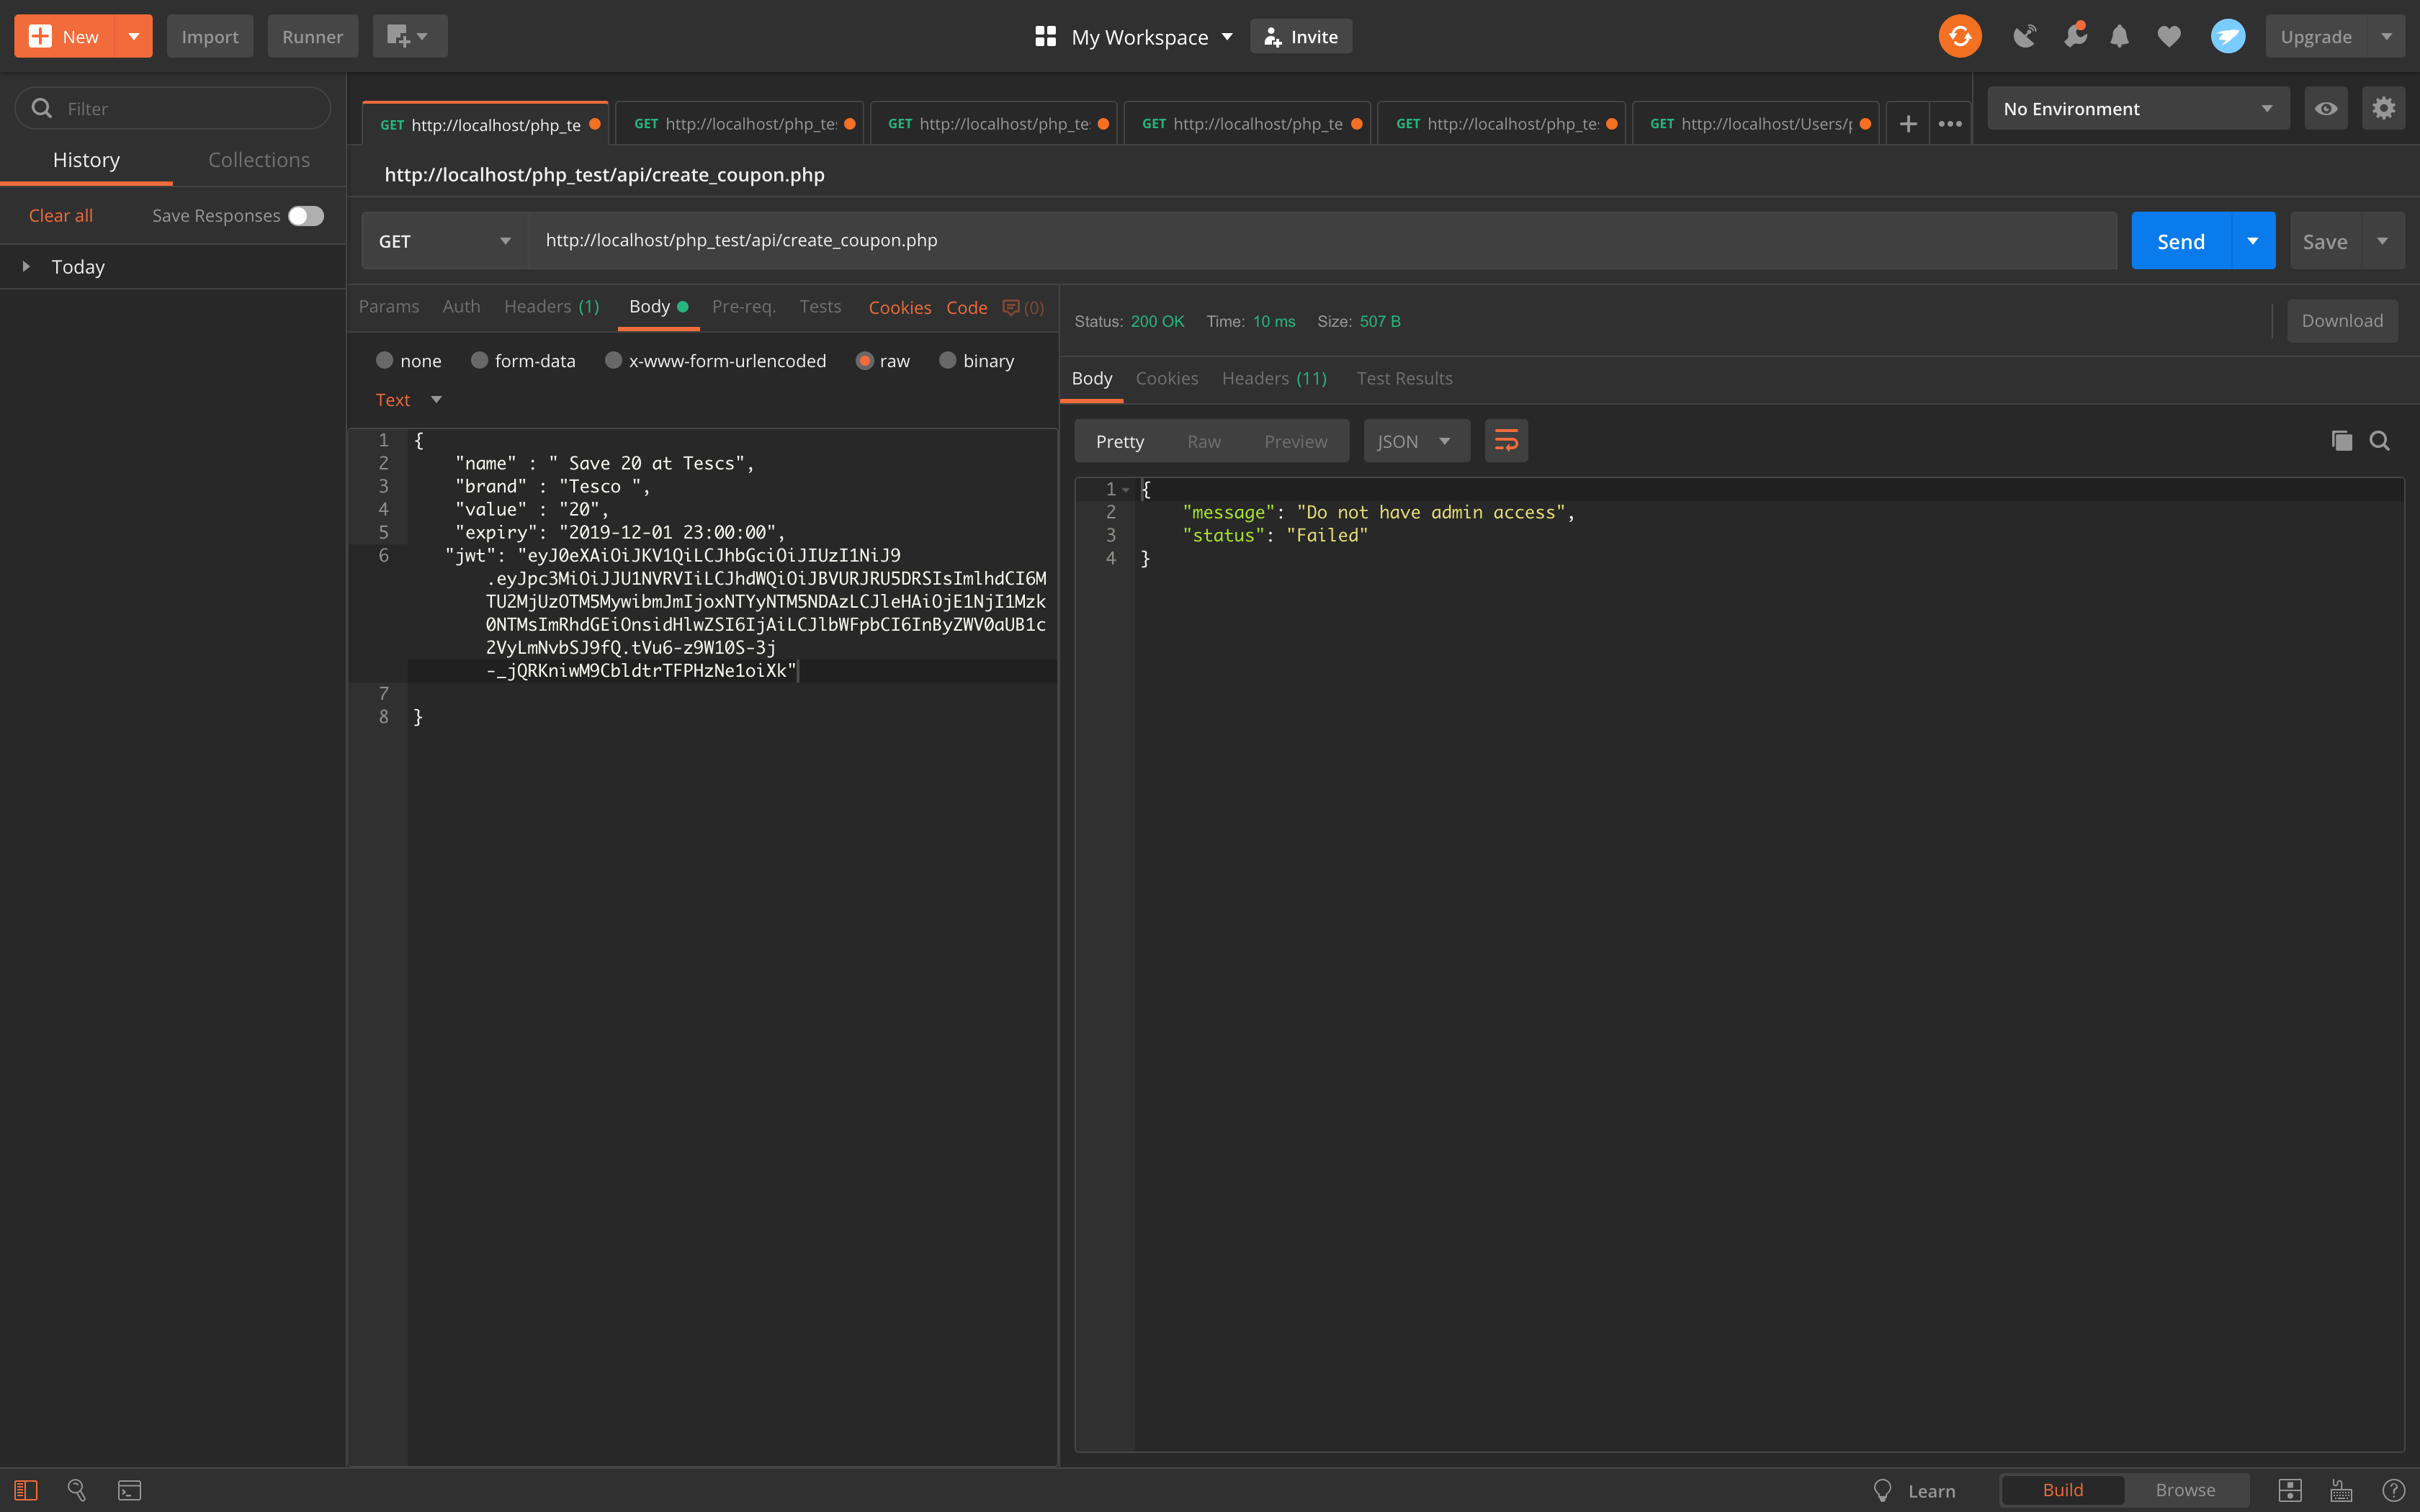 New
Import
Runner
My Workspace
Invite
Upgrade
Filter
History
Collections
Clear all
Save Responses
Today
GET http://localhost/php_te
GET http://localhost/php_te
GET http://localhost/php_te
GET http://localhost/php_te
GET http://localhost/php_te
GET http://localhost/Users/p
No Environment
http://localhost/php_test/api/create_coupon.php
GET
http://localhost/php_test/api/create_coupon.php
Send
Save
Params Auth Headers (1) Body Pre-req. Tests Cookies Code (0)
none form-data x-www-form-urlencoded raw binary
Text
1 {
2 "name" : " Save 20 at Tescs",
3 "brand" : "Tesco ",
4 "value" : "20",
5 "expiry": "2019-12-01 23:00:00",
6 "jwt": "eyJ0eXAiOiJKV1QiLCJhbGciOiJIUzI1NiJ9
.eyJpc3MiOiJJU1NVRVIiLCJhdWQiOiJBVURJRU5DRSIsImlhdCI6M
TU2MjUzOTM5MywibmJmIjoxNTYyNTM5NDAzLCJleHAiOjE1NjI1Mzk
0NTMsImRhdGEiOnsidHlwZSI6IjAiLCJlbWFpbCI6InByZWV0aUB1c
2VyLmNvbSJ9fQ.tVu6-z9W10S-3j
-_jQRKniwM9CbldtrTFPHzNe1oiXk"
7
8 }
Status: 200 OK Time: 10 ms Size: 507 B
Download
Body Cookies Headers (11) Test Results
Pretty Raw Preview JSON
1 {
2 "message": "Do not have admin access",
3 "status": "Failed"
4 }
Learn
Build
Browse